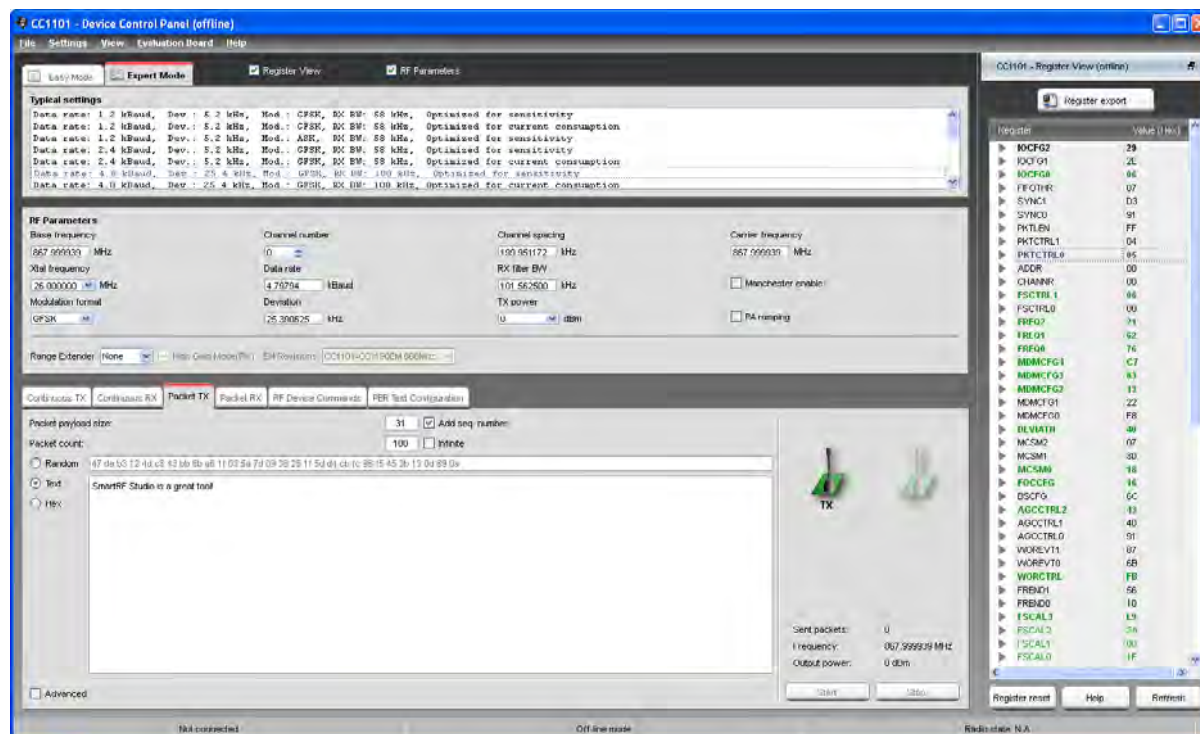 CC1101 - Device Control Panel (offline)
File Settings View Evaluation Board Help
Easy Mode Expert Mode Register View RF Parameters
Typical settings
Data rate: 1.2 kBaud, Dev.: 5.2 kHz, Mod.: GFSK, RX BW: 58 kHz, Optimized for sensitivity
Data rate: 1.2 kBaud, Dev.: 5.2 kHz, Mod.: GFSK, RX BW: 58 kHz, Optimized for current consumption
Data rate: 1.2 kBaud, Dev.: 5.2 kHz, Mod.: ASK, RX BW: 58 kHz, Optimized for sensitivity
Data rate: 2.4 kBaud, Dev.: 5.2 kHz, Mod.: GFSK, RX BW: 58 kHz, Optimized for sensitivity
Data rate: 2.4 kBaud, Dev.: 5.2 kHz, Mod.: GFSK, RX BW: 58 kHz, Optimized for current consumption
Data rate: 4.8 kBaud, Dev.: 25.4 kHz, Mod.: GFSK, RX BW: 100 kHz, Optimized for sensitivity
Data rate: 4.8 kBaud, Dev.: 25.4 kHz, Mod.: GFSK, RX BW: 100 kHz, Optimized for current consumption
RF Parameters
Base frequency Channel number Channel spacing Carrier frequency
867.999939 MHz 0 199.951172 kHz 867.999939 MHz
Xtal frequency Data rate RX filter BW
26.000000 MHz 4.79794 kBaud 101.562500 kHz Manchester enable
Modulation format Deviation TX power
GFSK 25.390625 kHz 0 dBm PA ramping
Range Extender None High Gain Mode EM Revision
Continuous TX Continuous RX Packet TX Packet RX RF Device Commands PER Test Configuration
Packet payload size: 31 Add seq. number
Packet count: 100 Infinite
Random
Text SmartRF Studio is a great tool!
Hex
TX
Sent packets: 0
Frequency: 867.999939 MHz
Output power: 0 dBm
Advanced
Start Stop
Not connected Off-line mode Radio state: N.A.
CC1101 - Register View (offline)
Register export
Register Value (Hex)
IOCFG2 29
IOCFG1 2E
IOCFG0 06
FIFOTHR 07
SYNC1 D3
SYNC0 91
PKTLEN FF
PKTCTRL1 04
PKTCTRL0 05
ADDR 00
CHANNR 00
FSCTRL1 06
FSCTRL0 00
FREQ2 21
FREQ1 62
FREQ0 76
MDMCFG4 C7
MDMCFG3 83
MDMCFG2 13
MDMCFG1 22
MDMCFG0 F8
DEVIATN 40
MCSM2 07
MCSM1 30
MCSM0 18
FOCCFG 16
BSCFG 6C
AGCCTRL2 43
AGCCTRL1 40
AGCCTRL0 91
WOREVT1 87
WOREVT0 6B
WORCTRL FB
FREND1 56
FREND0 10
FSCAL3 E9
FSCAL2 2A
FSCAL1 00
FSCAL0 1F
Register reset Help Refresh